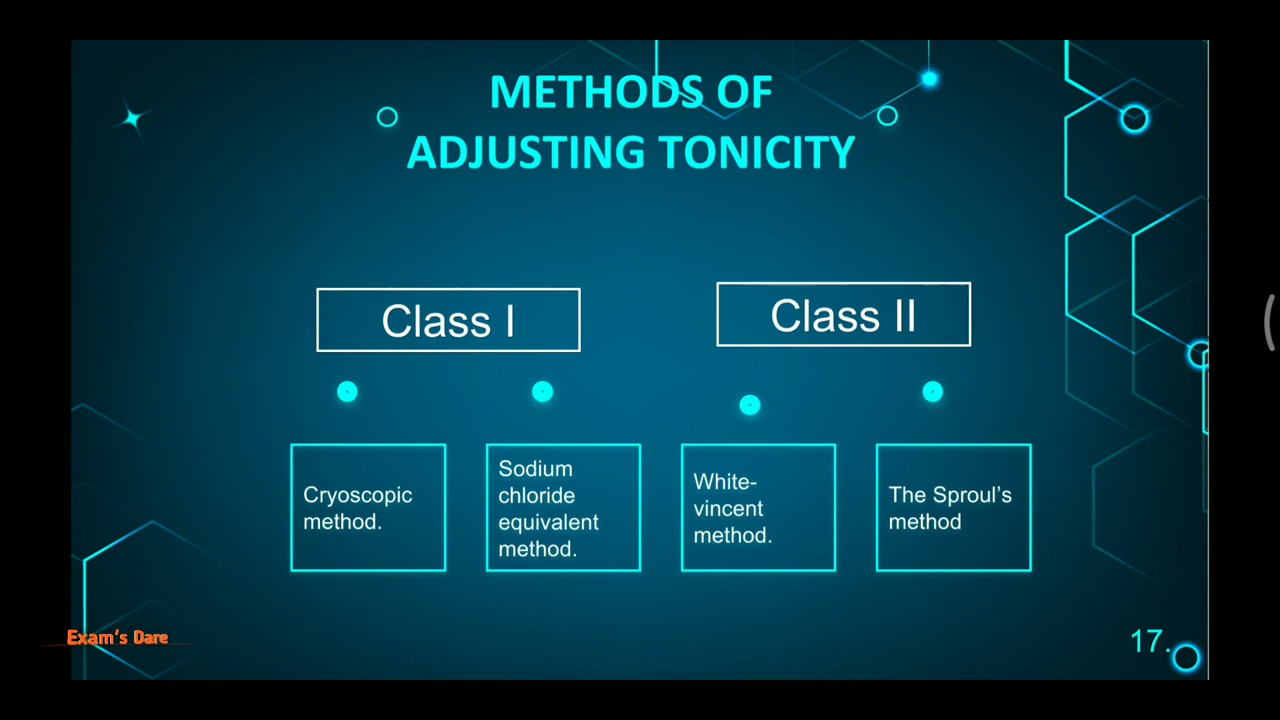 METHODS OF
ADJUSTING TONICITY
Class I
Class II
Cryoscopic
method.
Sodium
chloride
equivalent
method.
White-
vincent
method.
The Sproul’s
method
Exam's Dare
17.